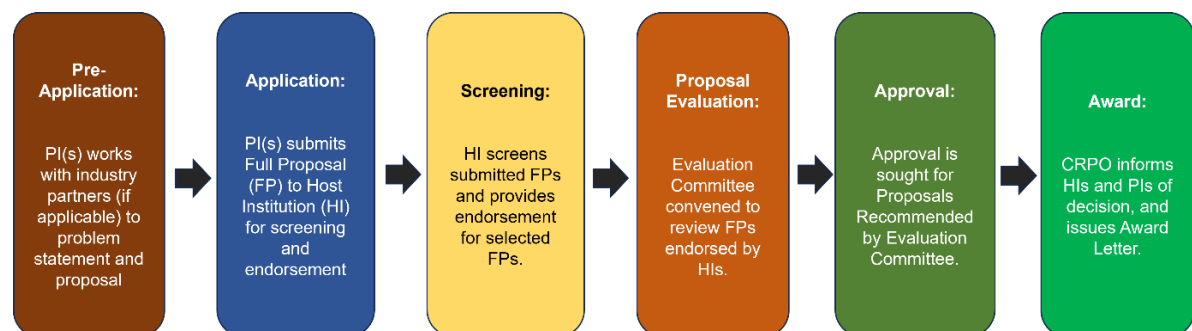 Pre-
Application:
PI(s) works
with industry
partners (if
applicable) to
problem
statement and
proposal
Application:
PI(s) submits
Full Proposal
(FP) to Host
Institution (HI)
for screening
and
endorsement
Screening:
HI screens
submitted FPs
and provides
endorsement
for selected
FPs.
Proposal
Evaluation:
Evaluation
Committee
convened to
review FPs
endorsed by
HIs.
Approval:
Approval is
sought for
Proposals
Recommended
by Evaluation
Committee.
Award:
CRPO informs
HIs and PIs of
decision, and
issues Award
Letter.